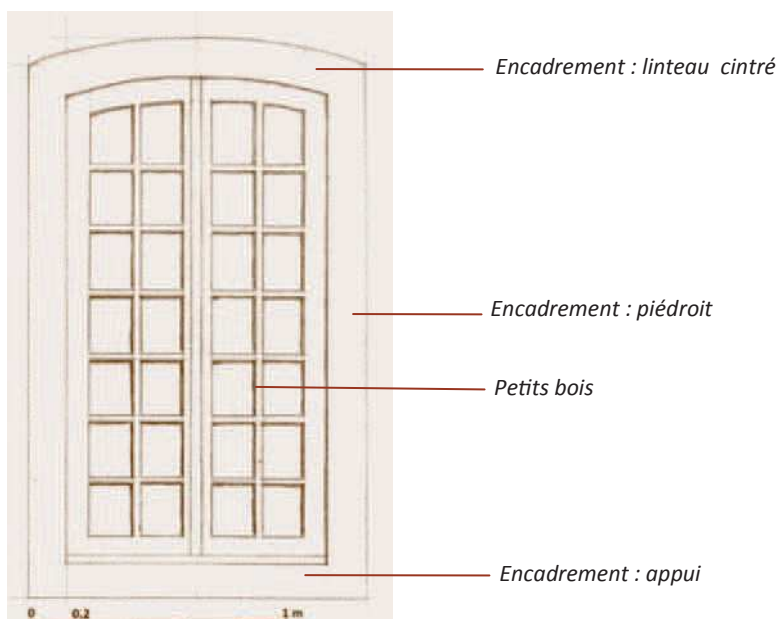 Encadrement : linteau cintré
Encadrement : piédroit
Petits bois
Encadrement : appui
0 0.2 1 m